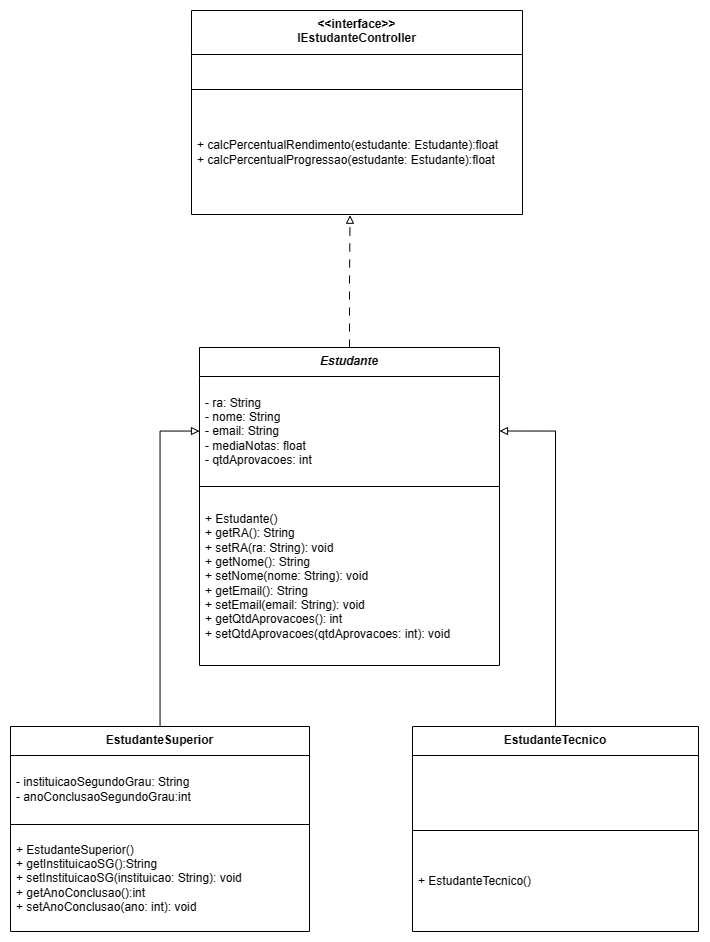 <<interface>>
IEstudanteController
+ calcPercentualRendimento(estudante: Estudante):float
+ calcPercentualProgressao(estudante: Estudante):float
Estudante
- ra: String
- nome: String
- email: String
- mediaNotas: float
- qtdAprovacoes: int
+ Estudante()
+ getRA(): String
+ setRA(ra: String): void
+ getNome(): String
+ setNome(nome: String): void
+ getEmail(): String
+ setEmail(email: String): void
+ getQtdAprovacoes(): int
+ setQtdAprovacoes(qtdAprovacoes: int): void
EstudanteSuperior
- instituicaoSegundoGrau: String
- anoConclusaoSegundoGrau:int
+ EstudanteSuperior()
+ getInstituicaoSG():String
+ setInstituicaoSG(instituicao: String): void
+ getAnoConclusao():int
+ setAnoConclusao(ano: int): void
EstudanteTecnico
+ EstudanteTecnico()